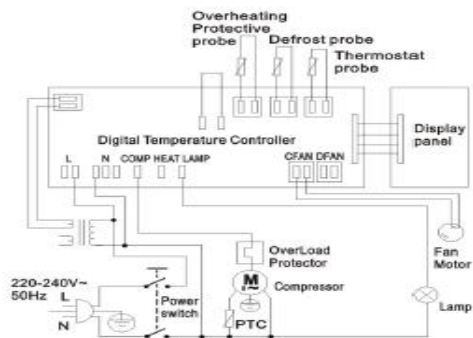 Overheating
Protective
probe
Defrost probe
Thermostat
probe
Digital Temperature Controller
Display
panel
L N COMP HEAT LAMP CFAN DFAN
OverLoad
Protector
Fan
Motor
M
Compressor
220-240V~
50Hz
L
N
Power
switch
PTC
Lamp